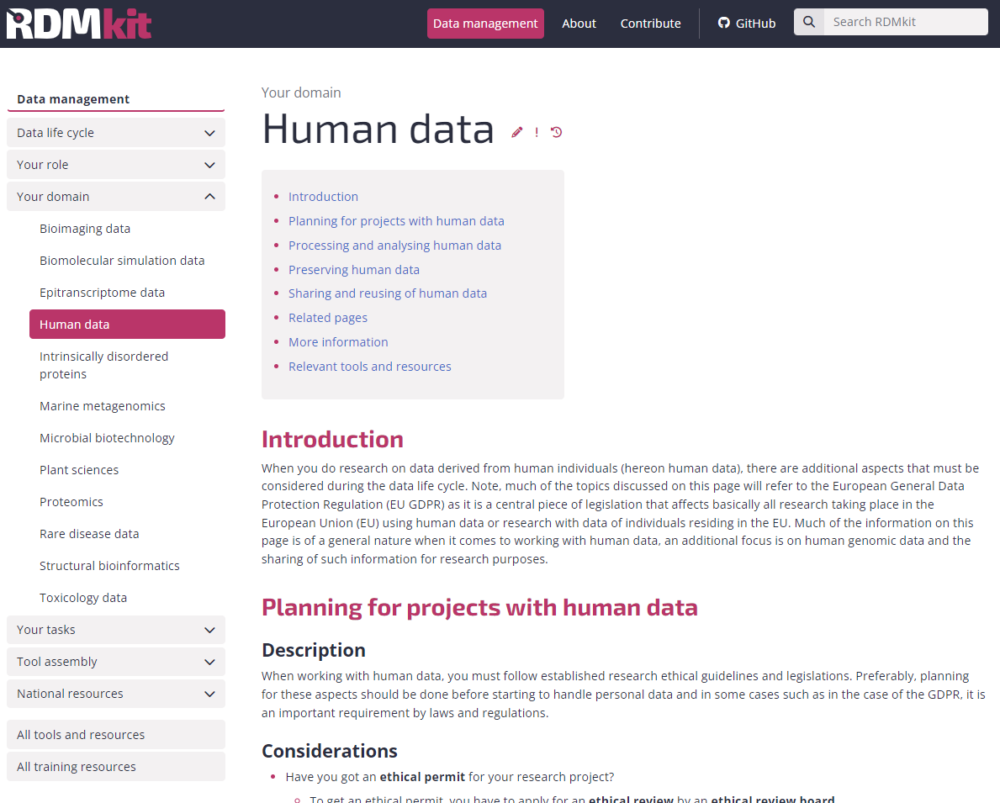 RDMkit
Data management
About
Contribute
GitHub
Search RDMkit
Data management
Data life cycle
Your role
Your domain
Bioimaging data
Biomolecular simulation data
Epitranscriptome data
Human data
Intrinsically disordered
proteins
Marine metagenomics
Microbial biotechnology
Plant sciences
Proteomics
Rare disease data
Structural bioinformatics
Toxicology data
Your tasks
Tool assembly
National resources
All tools and resources
All training resources
Your domain
Human data
Introduction
Planning for projects with human data
Processing and analysing human data
Preserving human data
Sharing and reusing of human data
Related pages
More information
Relevant tools and resources
Introduction
When you do research on data derived from human individuals (hereon human data), there are additional aspects that must be
considered during the data life cycle. Note, much of the topics discussed on this page will refer to the European General Data
Protection Regulation (EU GDPR) as it is a central piece of legislation that affects basically all research taking place in the
European Union (EU) using human data or research with data of individuals residing in the EU. Much of the information on this
page is of a general nature when it comes to working with human data, an additional focus is on human genomic data and the
sharing of such information for research purposes.
Planning for projects with human data
Description
When working with human data, you must follow established research ethical guidelines and legislations. Preferably, planning
for these aspects should be done before starting to handle personal data and in some cases such as in the case of the GDPR, it is
an important requirement by laws and regulations.
Considerations
Have you got an ethical permit for your research project?
To get an ethical permit, you have to apply for an ethical review by an ethical review board